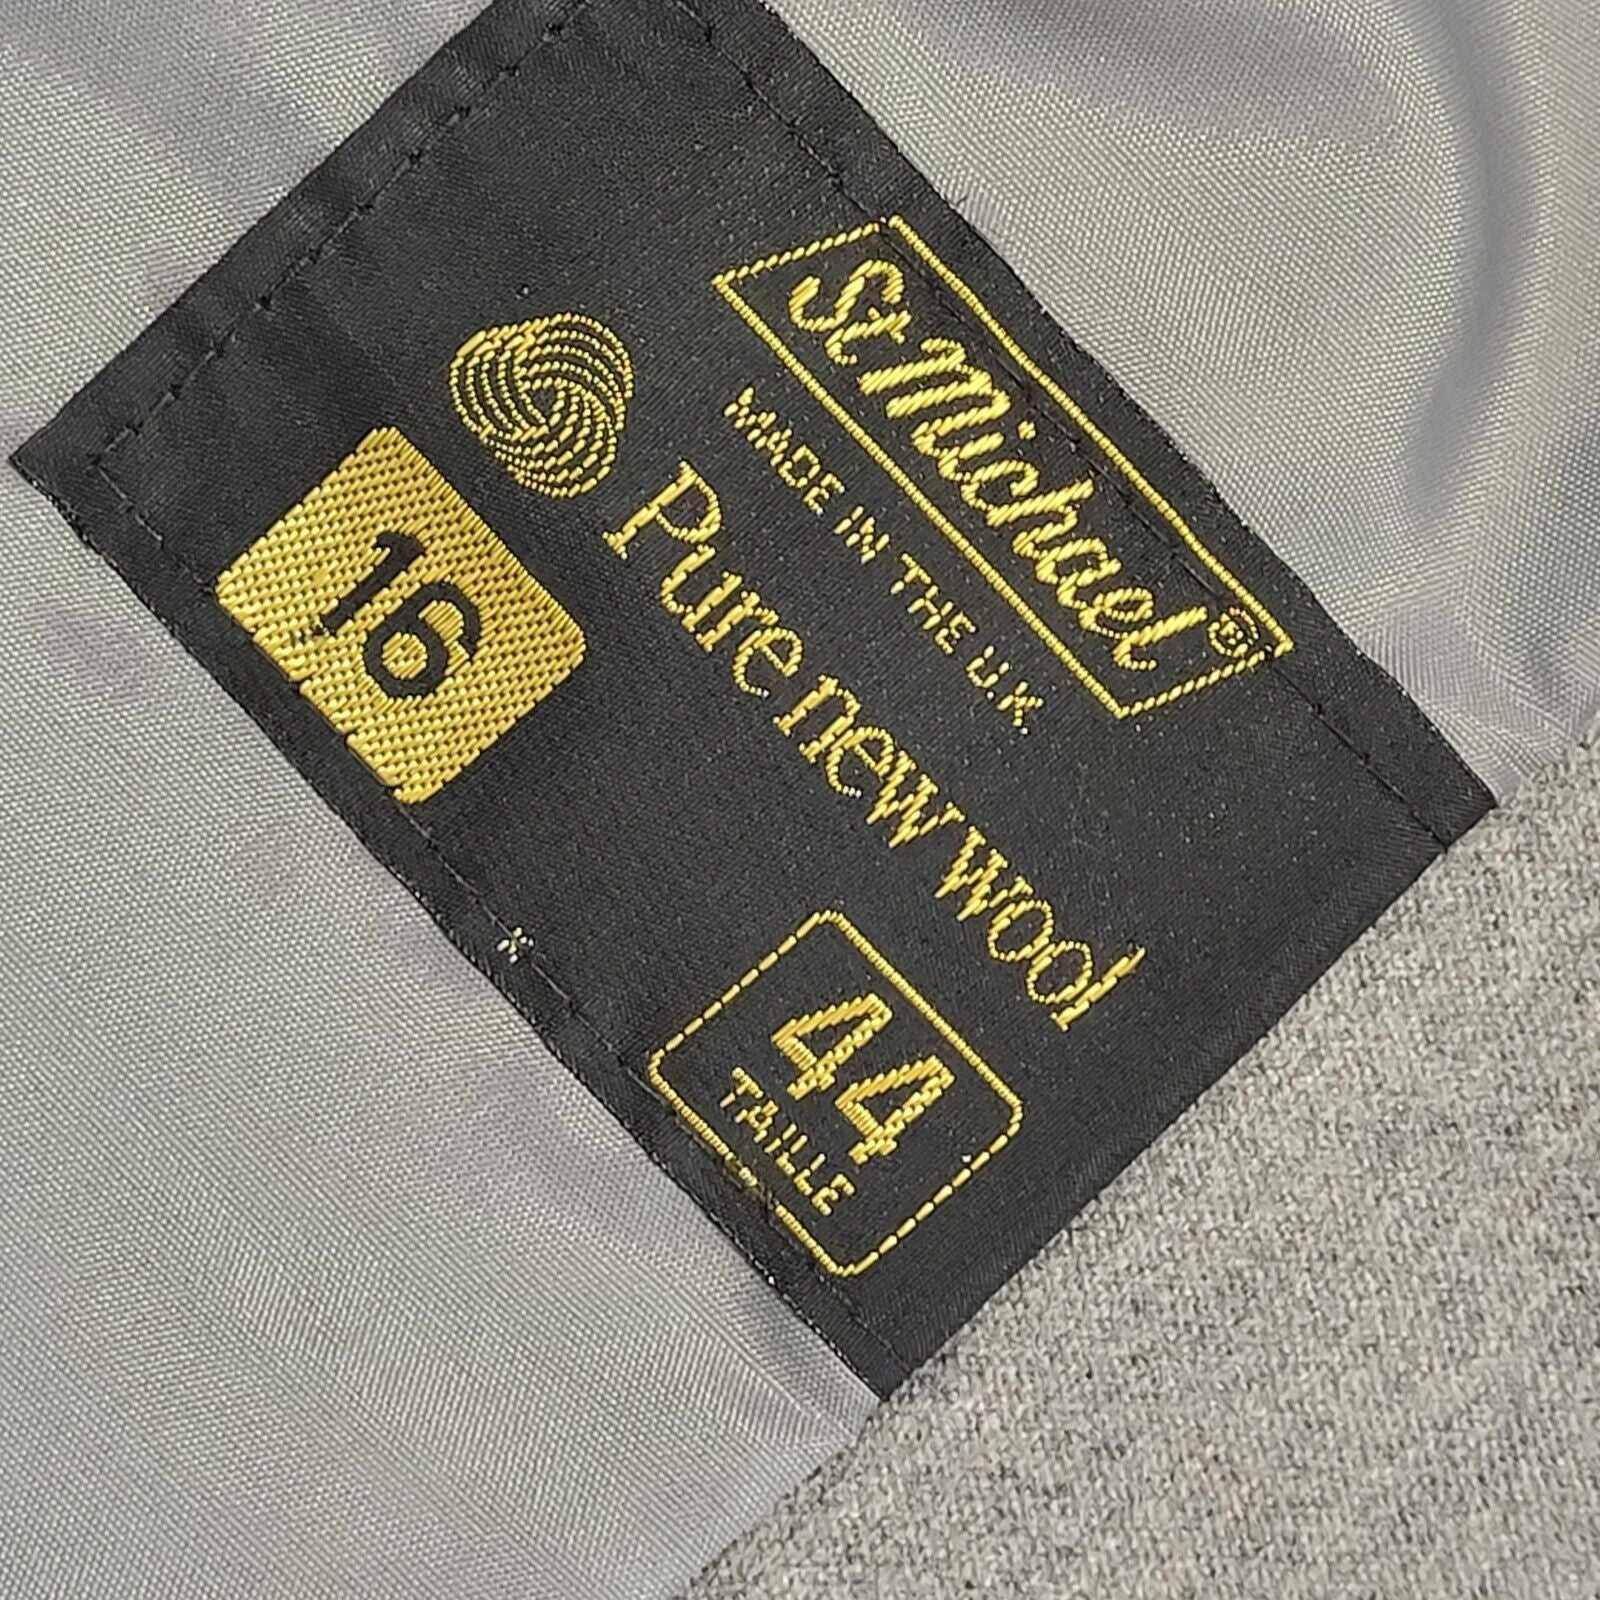 St Michael®
MADE IN THE U.K
Pure new wool
16
44
TAILLE